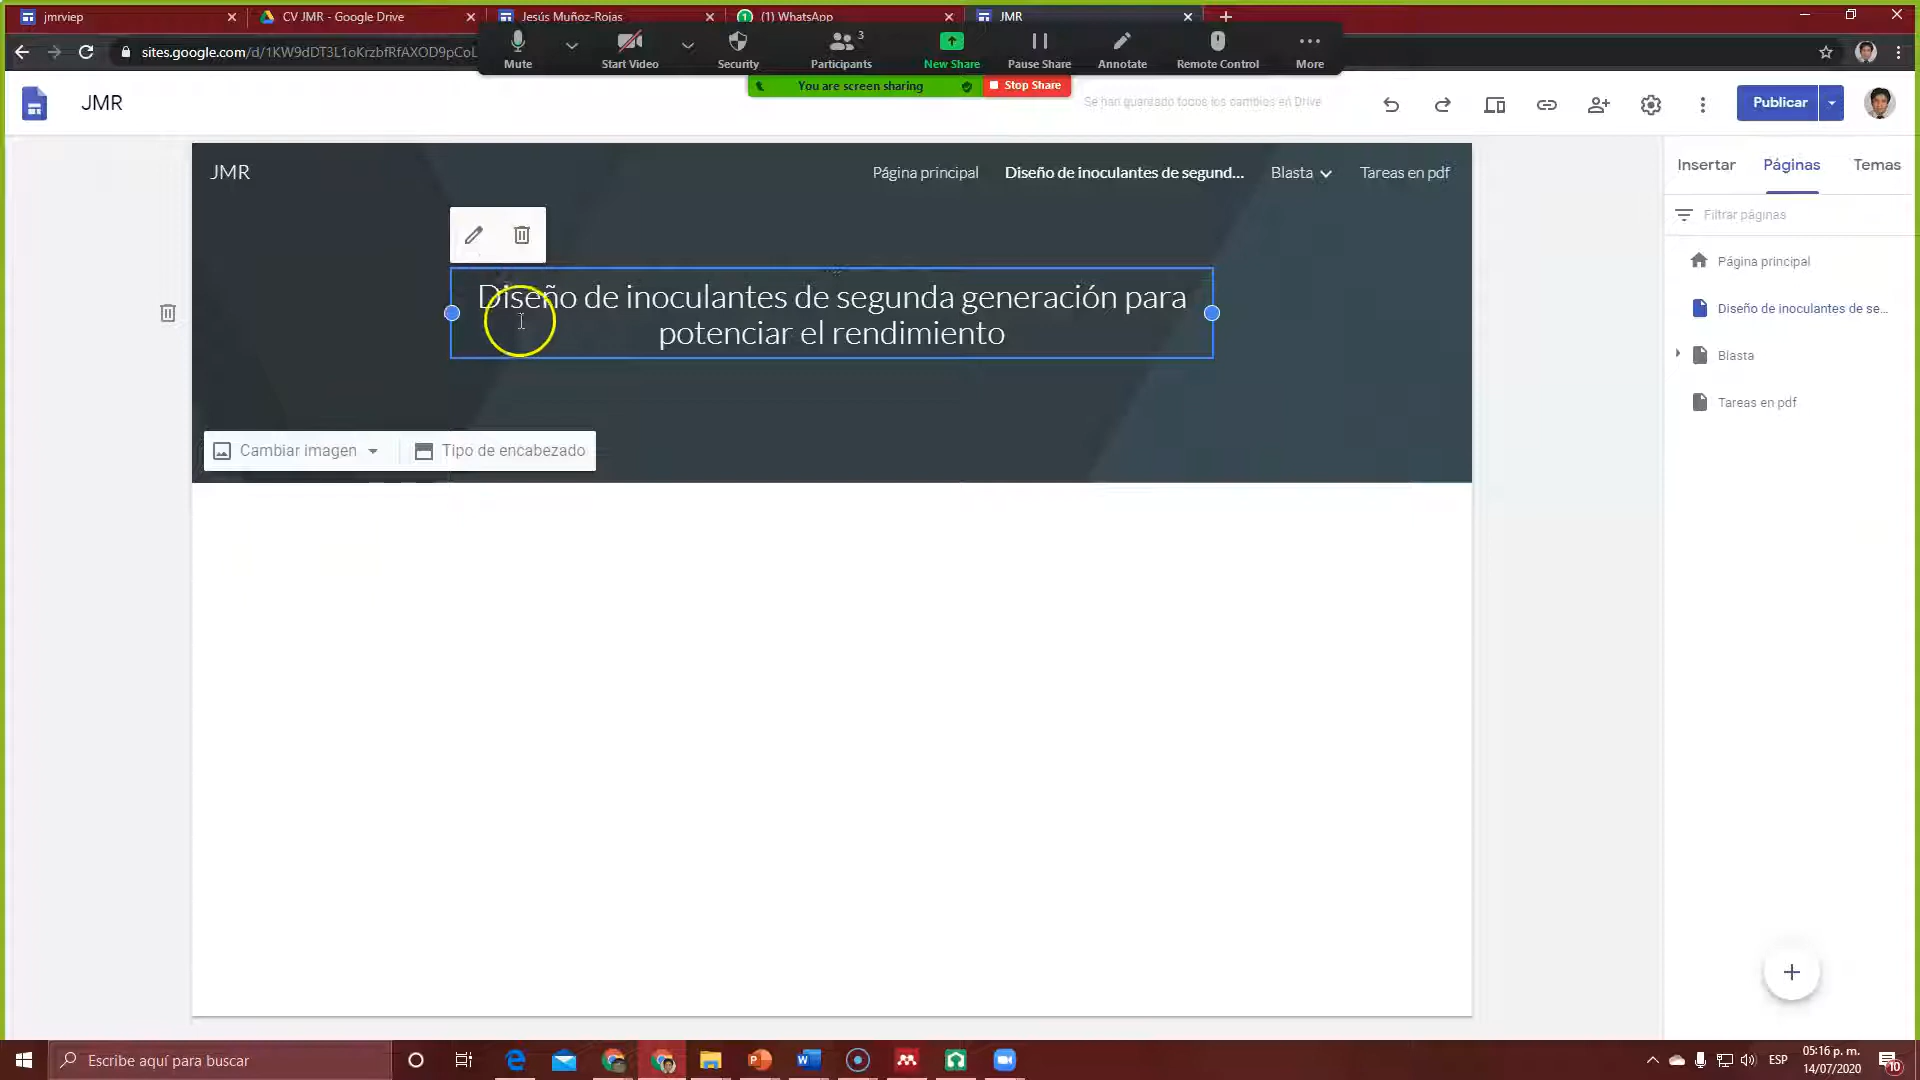 jmrviep
CV JMR - Google Drive
Jesús Muñoz-Rojas
(1) WhatsApp
JMR
sites.google.com/d/1KW9dDT3L1oKrzbfRfAXOD9pCoL
Mute
Start Video
Security
Participants
3
New Share
Pause Share
Annotate
Remote Control
More
You are screen sharing
Stop Share
JMR
Se han guardado todos los cambios en Drive
Publicar
JMR
Página principal
Diseño de inoculantes de segund...
Blasta
Tareas en pdf
Insertar
Páginas
Temas
Filtrar páginas
Diseño de inoculantes de segunda generación para
potenciar el rendimiento
Página principal
Diseño de inoculantes de se...
Blasta
Tareas en pdf
Cambiar imagen
Tipo de encabezado
Escribe aquí para buscar
ESP
05:16 p. m.
14/07/2020
10